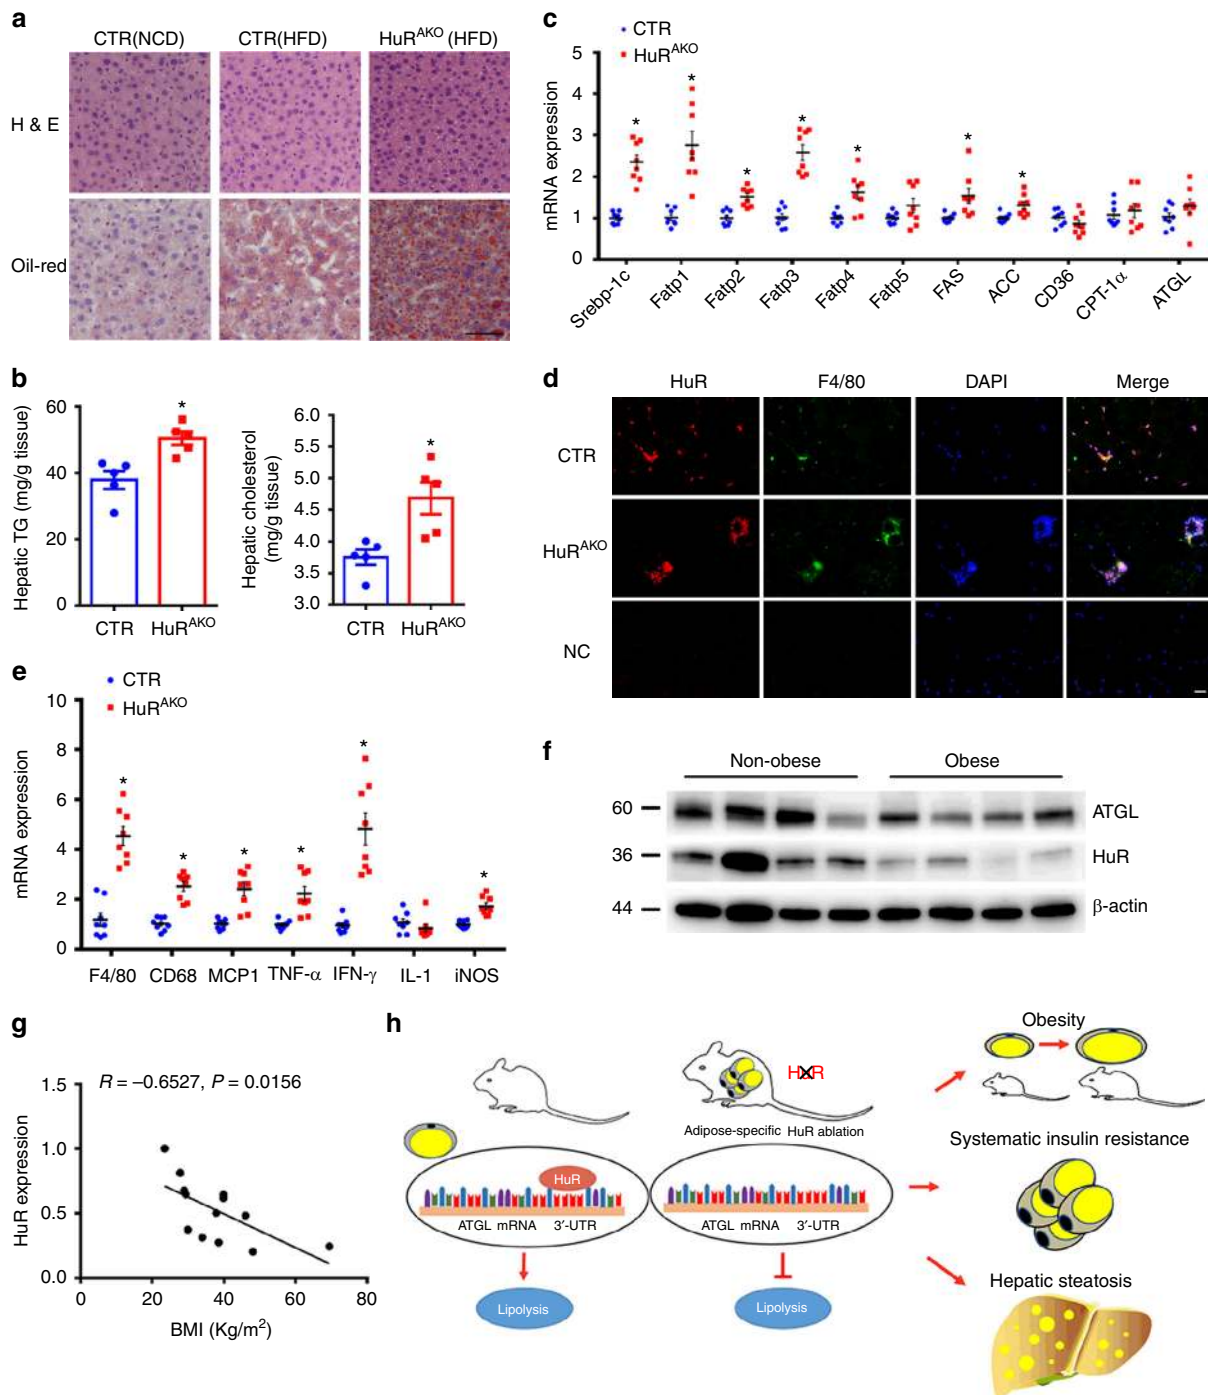 a
CTR(NCD) CTR(HFD) HuR^AKO (HFD)
H & E
Oil-red
b
Hepatic TG (mg/g tissue)
60
40
20
0
CTR HuR^AKO
*
Hepatic cholesterol
(mg/g tissue)
6.0
5.5
5.0
4.5
4.0
3.5
3.0
CTR HuR^AKO
*
c
CTR
HuR^AKO
mRNA expression
5
4
3
2
1
0
* * * * * * *
Srebp-1c Fatp1 Fatp2 Fatp3 Fatp4 Fatp5 FAS ACC CD36 CPT-1α ATGL
d
HuR F4/80 DAPI Merge
CTR
HuR^AKO
NC
e
CTR
HuR^AKO
mRNA expression
10
8
6
4
2
0
* * * * * *
F4/80 CD68 MCP1 TNF-α IFN-γ IL-1 iNOS
f
Non-obese Obese
60 ATGL
36 HuR
44 β-actin
g
R = −0.6527, P = 0.0156
HuR expression
1.5
1.0
0.5
0.0
0 20 40 60 80
BMI (Kg/m²)
h
HuR
Adipose-specific HuR ablation
HuR
ATGL mRNA 3′-UTR
ATGL mRNA 3′-UTR
Lipolysis
Lipolysis
Obesity
Systematic insulin resistance
Hepatic steatosis